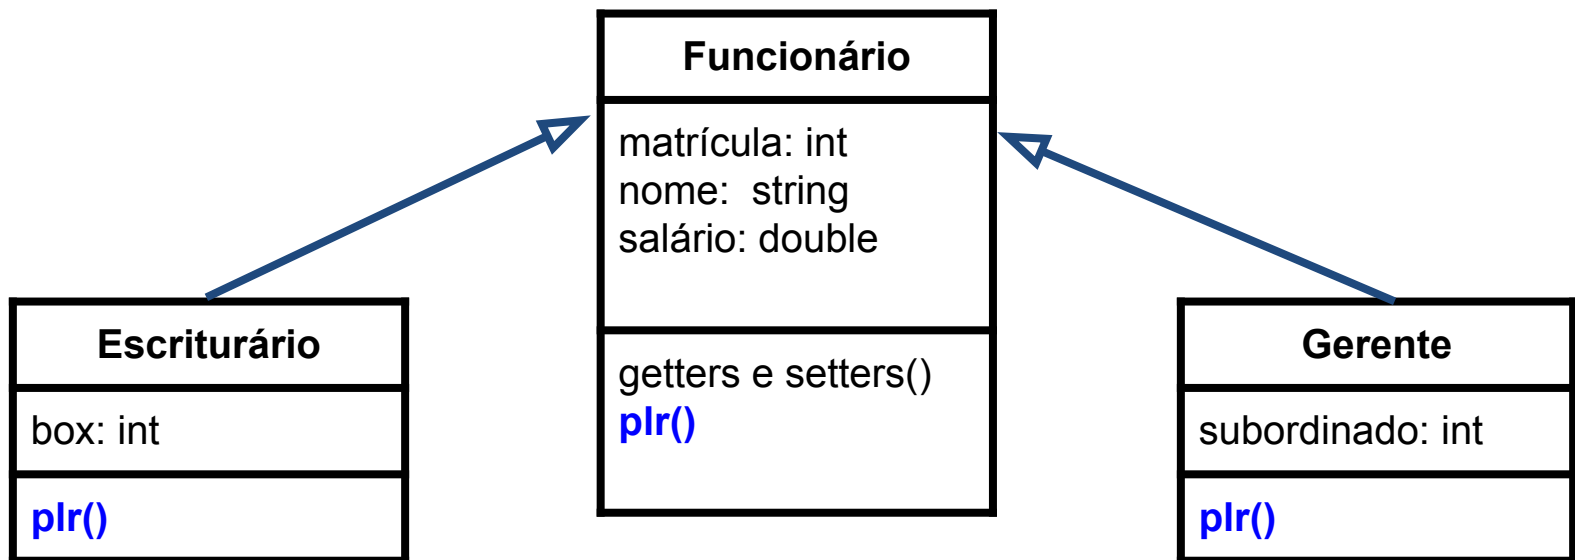 Funcionário
matrícula: int
nome: string
salário: double
getters e setters()
plr()
Escriturário
box: int
plr()
Gerente
subordinado: int
plr()